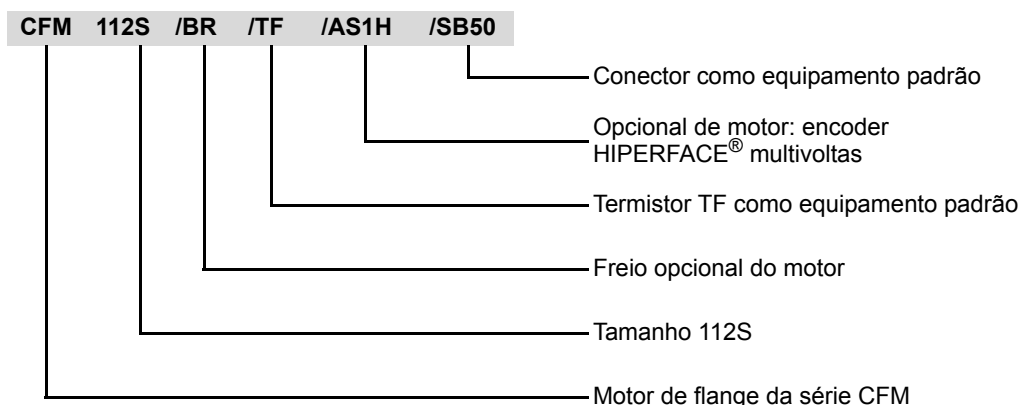 CFM 112S /BR /TF /AS1H /SB50
Conector como equipamento padrão
Opcional de motor: encoder
HIPERFACE® multivoltas
Termistor TF como equipamento padrão
Freio opcional do motor
Tamanho 112S
Motor de flange da série CFM